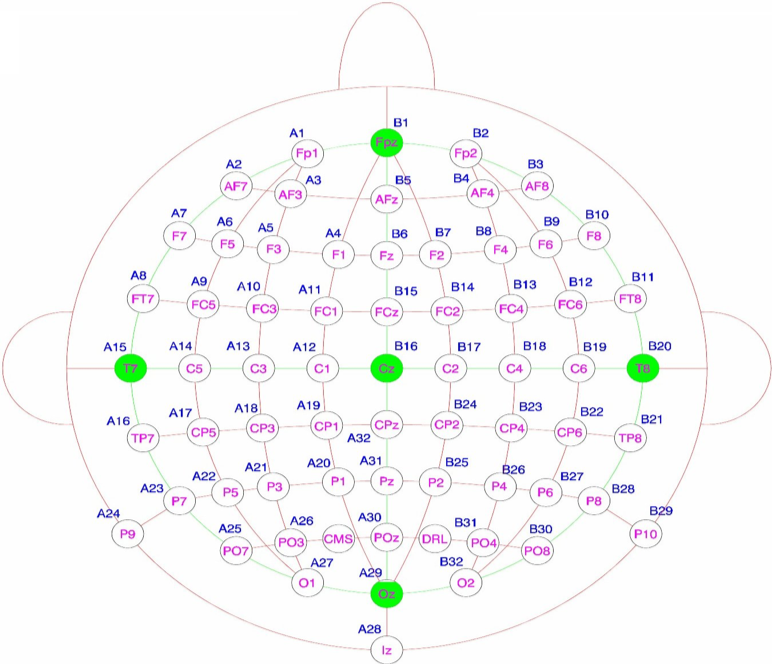 B1
A1 B2
Fpz
Fp1 Fp2
A2 B3
A3 B4
AF7 B5 AF8
AF3 AF4
AFz
A7 B10
A6 B9
A5 A4 B6 B7 B8
F7 F8
F5 F6
F3 F4
F1 Fz F2
A8 B11
A9 B12
A10 A11 B15 B14 B13
FT7 FT8
FC5 FC6
FC3 FC4
FC1 FCz FC2
A15 A14 A13 A12 B16 B17 B18 B19 B20
T7 C5 C3 C1 Cz C2 C4 C6 T8
A19 B24
A18 B23
A17 B22
A16 B21
CP1 CPz CP2
CP3 CP4
CP5 A32 CP6
TP7 TP8
A20 A31 B25
A21 B26
A22 B27
P1 Pz P2
A23 P3 P4 B28
P5 P6
P7 P8
A24 B29
A30 B31
A26
A25 B30
P9 P10
CMS POz DRL
PO3 PO4
PO7 PO8
A27 B32
A29
O1 O2
Oz
A28
Iz